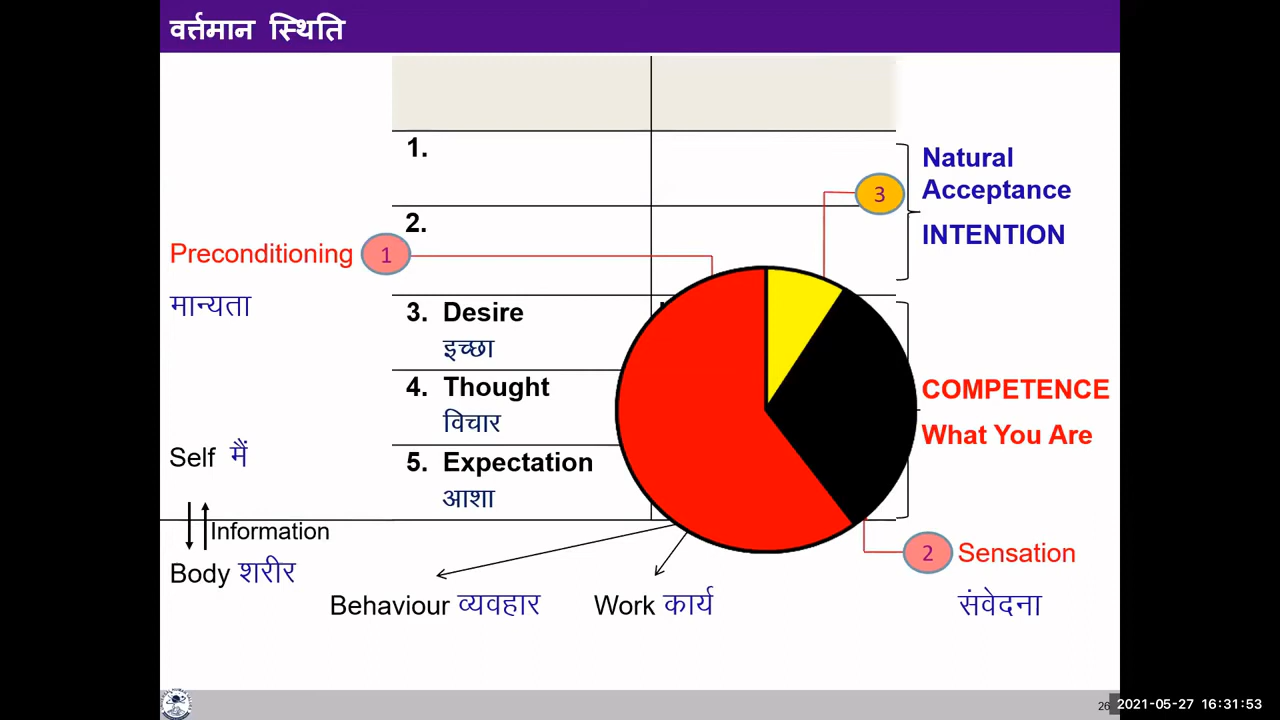 वर्त्तमान स्थिति
1.
2.
Natural
Acceptance
INTENTION
3
Preconditioning
1
मान्यता
3. Desire
इच्छा
4. Thought
विचार
5. Expectation
आशा
COMPETENCE
What You Are
Self मैं
Information
Body शरीर
2
Sensation
संवेदना
Behaviour व्यवहार
Work कार्य
26
2021-05-27 16:31:53